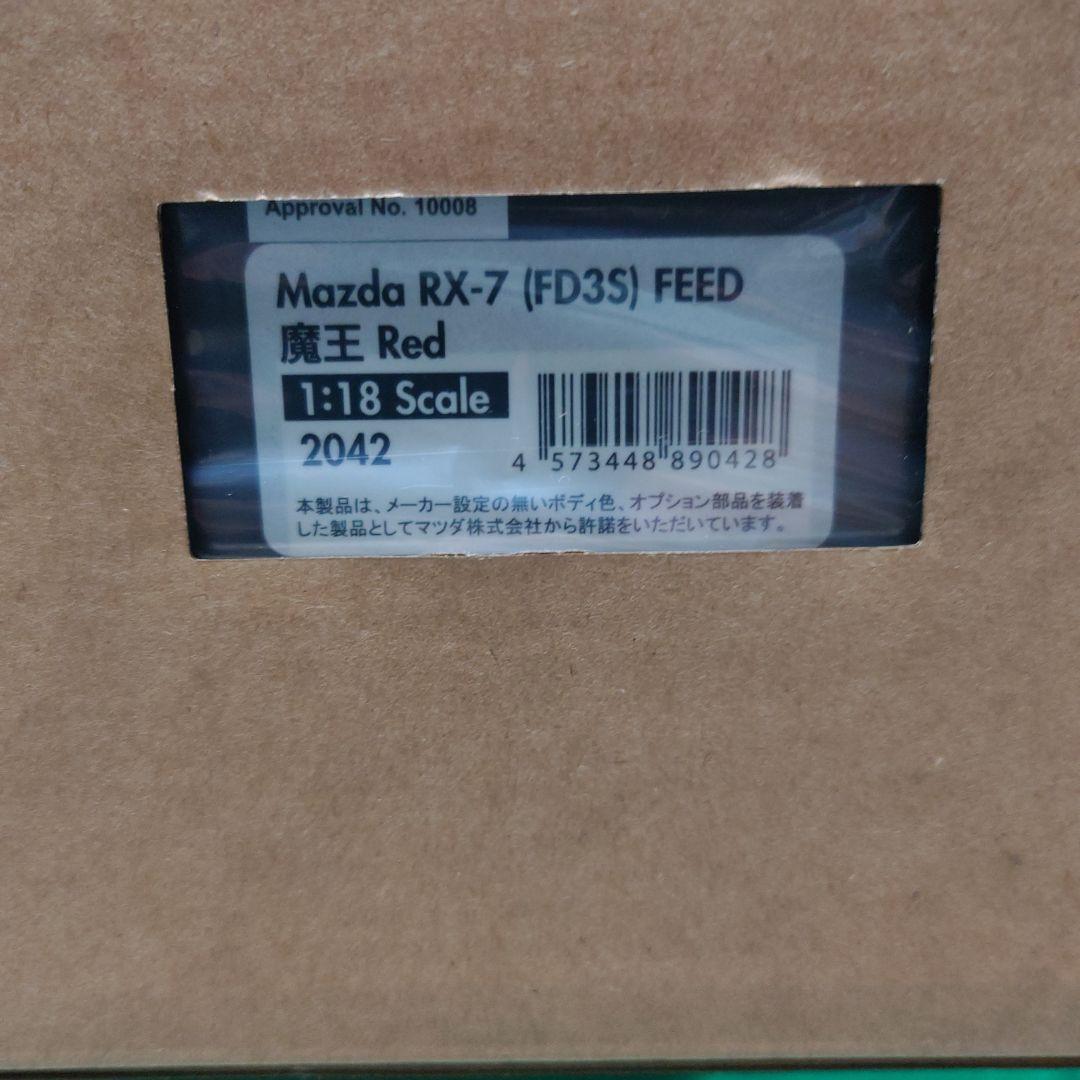 Approval No. 10008
Mazda RX-7 (FD3S) FEED
魔王 Red
1:18 Scale
2042
4 573448 890428
本製品は、メーカー設定の無いボディ色、オプション部品を装着
した製品としてマツダ株式会社から許諾をいただいています。